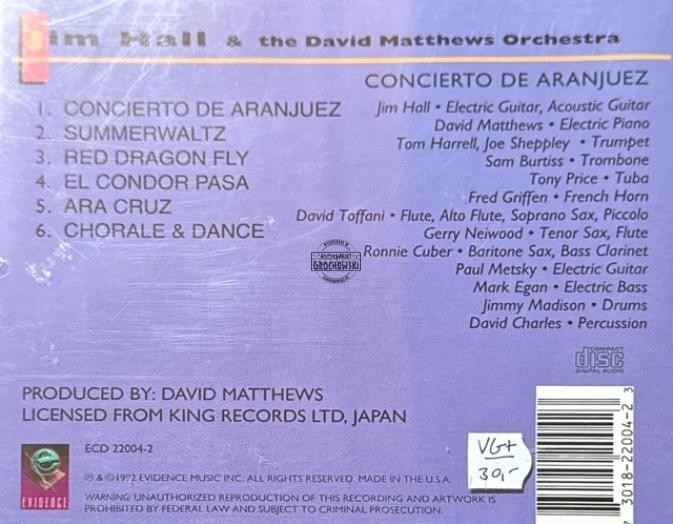 Jim Hall & the David Matthews Orchestra
CONCIERTO DE ARANJUEZ
1. CONCIERTO DE ARANJUEZ
2. SUMMERWALTZ
3. RED DRAGON FLY
4. EL CONDOR PASA
5. ARA CRUZ
6. CHORALE & DANCE
Jim Hall • Electric Guitar, Acoustic Guitar
David Matthews • Electric Piano
Tom Harrell, Joe Sheppley • Trumpet
Sam Burtiss • Trombone
Tony Price • Tuba
Fred Griffen • French Horn
David Toffani • Flute, Alto Flute, Soprano Sax, Piccolo
Gerry Neiwood • Tenor Sax, Flute
Ronnie Cuber • Baritone Sax, Bass Clarinet
Paul Metsky • Electric Guitar
Mark Egan • Electric Bass
Jimmy Madison • Drums
David Charles • Percussion
GROCHOWSKI
COMPACT
disc
DIGITAL AUDIO
PRODUCED BY: DAVID MATTHEWS
LICENSED FROM KING RECORDS LTD, JAPAN
ECD 22004-2
EVIDENCE
℗ & © 1992 EVIDENCE MUSIC INC. ALL RIGHTS RESERVED. MADE IN THE U.S.A.
WARNING: UNAUTHORIZED REPRODUCTION OF THIS RECORDING AND ARTWORK IS
PROHIBITED BY FEDERAL LAW AND SUBJECT TO CRIMINAL PROSECUTION.
VG+
30,-
3018-22004-2 3